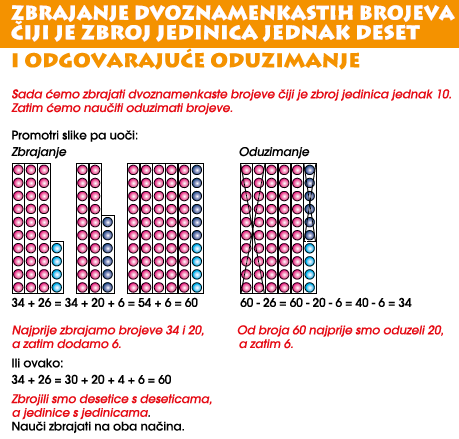 ZBRAJANJE DVOZNAMENKASTIH BROJEVA
ČIJI JE ZBROJ JEDINICA JEDNAK DESET
I ODGOVARAJUĆE ODUZIMANJE
Sada ćemo zbrajati dvoznamenkaste brojeve čiji je zbroj jedinica jednak 10.
Zatim ćemo naučiti oduzimati brojeve.
Promotri slike pa uoči:
Zbrajanje
34 + 26 = 34 + 20 + 6 = 54 + 6 = 60
Najprije zbrajamo brojeve 34 i 20,
a zatim dodamo 6.
Ili ovako:
34 + 26 = 30 + 20 + 4 + 6 = 60
Zbrojili smo desetice s deseticama,
a jedinice s jedinicama.
Nauči zbrajati na oba načina.
Oduzimanje
60 - 26 = 60 - 20 - 6 = 40 - 6 = 34
Od broja 60 najprije smo oduzeli 20,
a zatim 6.